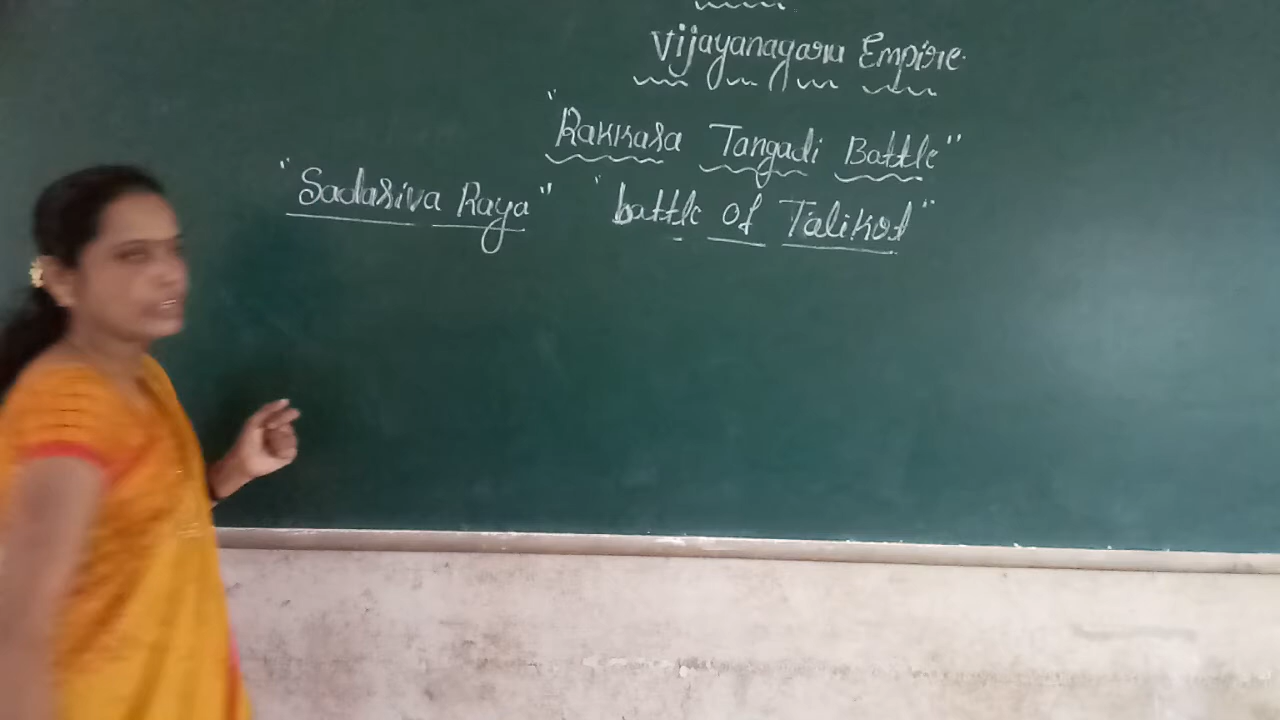 Vijayanagara Empire.
"Rakkasa Tangadi Battle"
"Sadasiva Raya" "battle of Talikot"